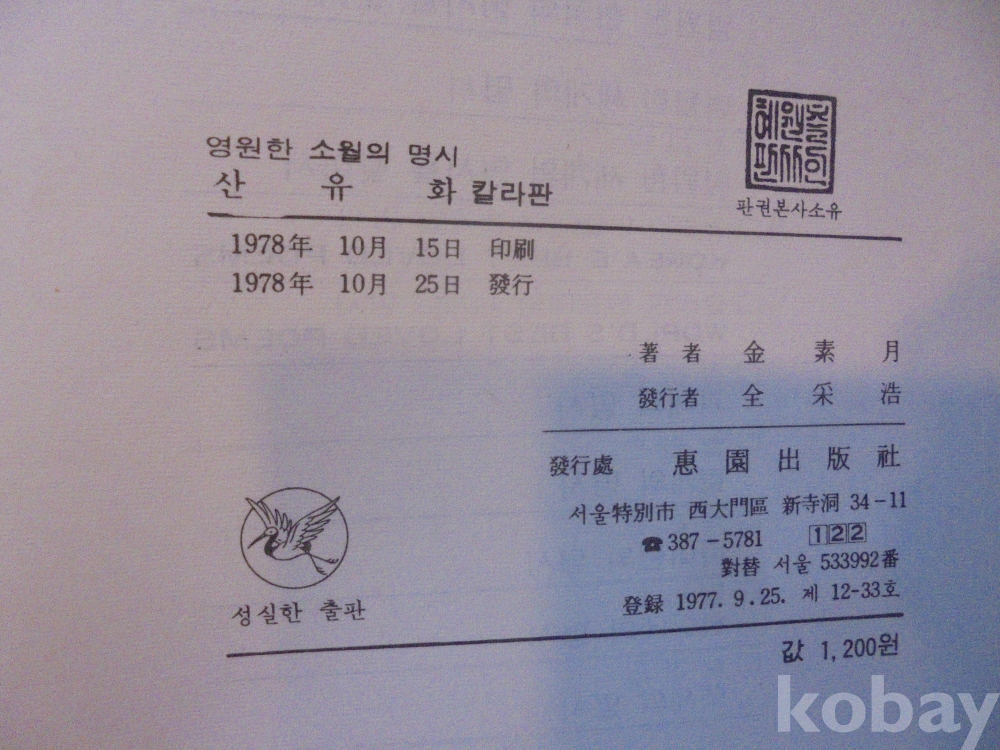 영원한 소월의 명시
산 유 화 칼라판
판권본사소유
1978年 10月 15日 印刷
1978年 10月 25日 發行
著者 金素月
發行者 全采浩
發行處 惠園出版社
서울特別市 西大門區 新寺洞 34-11
☎387-5781 122
對替 서울 533992番
登録 1977. 9. 25. 제 12-33호
성실한 출판
값 1,200원
kobay